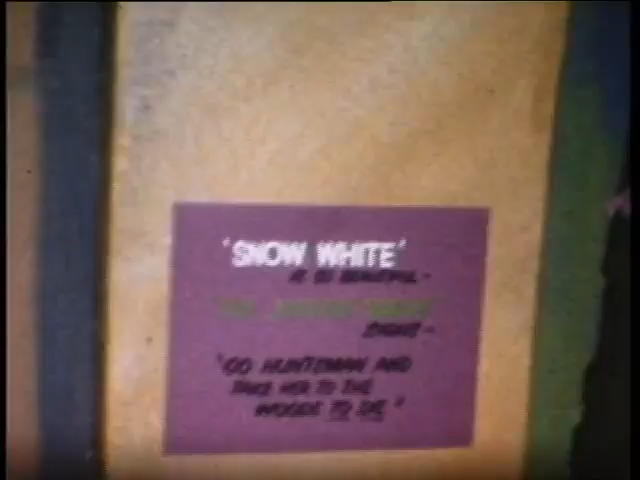 'SNOW WHITE'
IS SO BEAUTIFUL -
"GO HUNTSMAN AND
TAKE HER TO THE
WOODS TO DIE"